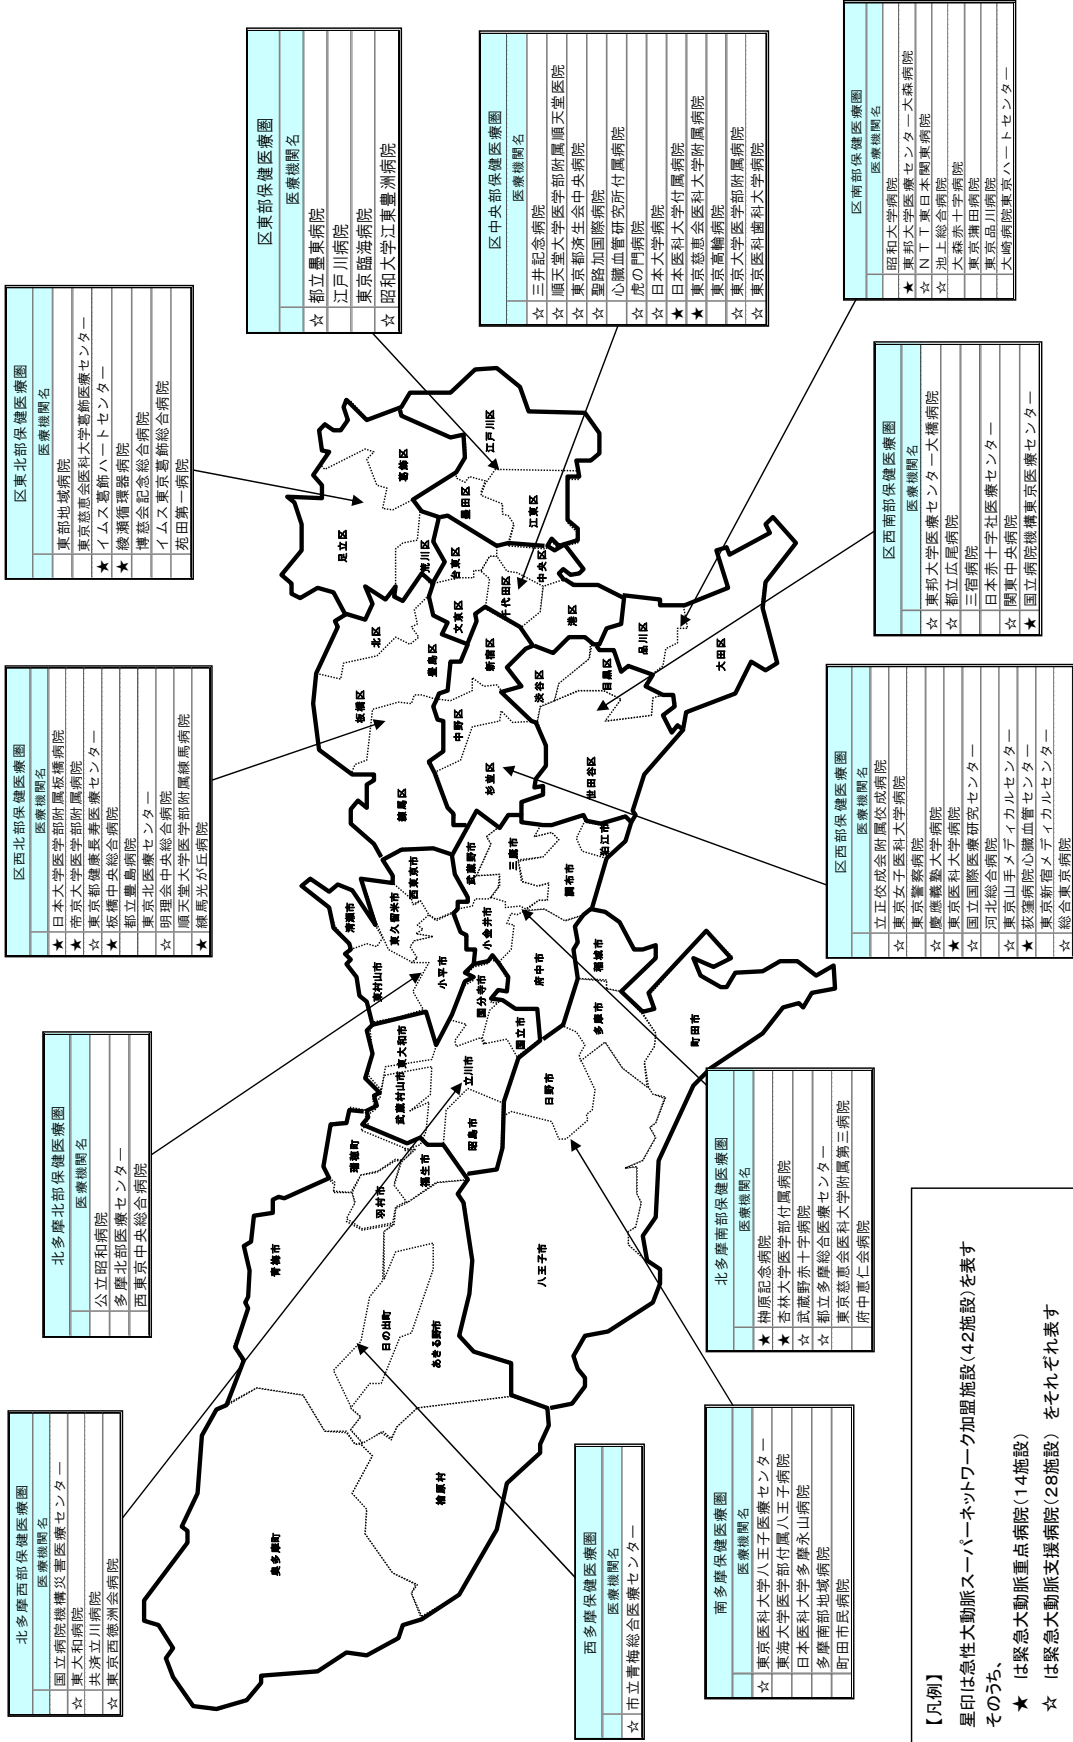 北多摩西部保健医療圏
医療機関名
国立病院機構災害医療センター
☆ 東大和病院
共済立川病院
☆ 東京西徳洲会病院
北多摩北部保健医療圏
医療機関名
公立昭和病院
多摩北部医療センター
西東京中央総合病院
区西北部保健医療圏
医療機関名
★ 日本大学医学部附属板橋病院
★ 帝京大学医学部附属病院
☆ 東京都健康長寿医療センター
★ 板橋中央総合病院
都立豊島病院
東京北医療センター
☆ 明理会中央総合病院
順天堂大学医学部附属練馬病院
★ 練馬光が丘病院
区東北部保健医療圏
医療機関名
東部地域病院
東京慈恵会医科大学葛飾医療センター
★ イムス葛飾ハートセンター
★ 綾瀬循環器病院
博慈会記念総合病院
イムス東京葛飾総合病院
苑田第一病院
区東部保健医療圏
医療機関名
☆ 都立墨東病院
江戸川病院
東京臨海病院
☆ 昭和大学江東豊洲病院
区中央部保健医療圏
医療機関名
☆ 三井記念病院
☆ 順天堂大学医学部附属順天堂医院
☆ 東京都済生会中央病院
☆ 聖路加国際病院
心臓血管研究所付属病院
☆ 虎の門病院
☆ 日本大学病院
★ 日本医科大学付属病院
★ 東京慈恵会医科大学附属病院
東京高輪病院
☆ 東京大学医学部附属病院
☆ 東京医科歯科大学病院
区南部保健医療圏
医療機関名
昭和大学病院
★ 東邦大学医療センター大森病院
☆ ＮＴＴ東日本関東病院
☆ 池上総合病院
大森赤十字病院
東京蒲田病院
東京品川病院
大崎病院東京ハートセンター
区西南部保健医療圏
医療機関名
☆ 東邦大学医療センター大橋病院
☆ 都立広尾病院
三宿病院
日本赤十字社医療センター
☆ 関東中央病院
★ 国立病院機構東京医療センター
区西部保健医療圏
医療機関名
立正佼成会附属佼成病院
☆ 東京女子医科大学病院
東京警察病院
☆ 慶應義塾大学病院
★ 東京医科大学病院
☆ 国立国際医療研究センター
河北総合病院
☆ 東京山手メディカルセンター
★ 荻窪病院心臓血管センター
東京新宿メディカルセンター
☆ 総合東京病院
北多摩南部保健医療圏
医療機関名
★ 榊原記念病院
★ 杏林大学医学部付属病院
☆ 武蔵野赤十字病院
☆ 都立多摩総合医療センター
東京慈恵会医科大学附属第三病院
府中恵仁会病院
南多摩保健医療圏
医療機関名
☆ 東京医科大学八王子医療センター
東海大学医学部付属八王子病院
日本医科大学多摩永山病院
多摩南部地域病院
町田市民病院
西多摩保健医療圏
医療機関名
☆ 市立青梅総合医療センター
奥多摩町
檜原村
青梅市
日の出町
あきる野市
瑞穂町
羽村市
福生市
八王子市
武蔵村山市
東大和市
昭島市
立川市
国立市
国分寺市
日野市
多摩市
稲城市
町田市
東村山市
清瀬市
東久留米市
小平市
西東京市
小金井市
府中市
武蔵野市
三鷹市
調布市
狛江市
練馬区
板橋区
北区
豊島区
杉並区
中野区
新宿区
世田谷区
渋谷区
目黒区
品川区
大田区
港区
文京区
台東区
千代田区
中央区
荒川区
足立区
葛飾区
墨田区
江東区
江戸川区
【凡例】
星印は急性大動脈スーパーネットワーク加盟施設（42施設）を表す
そのうち、
★ は緊急大動脈重点病院（14施設）
☆ は緊急大動脈支援病院（28施設） をそれぞれ表す